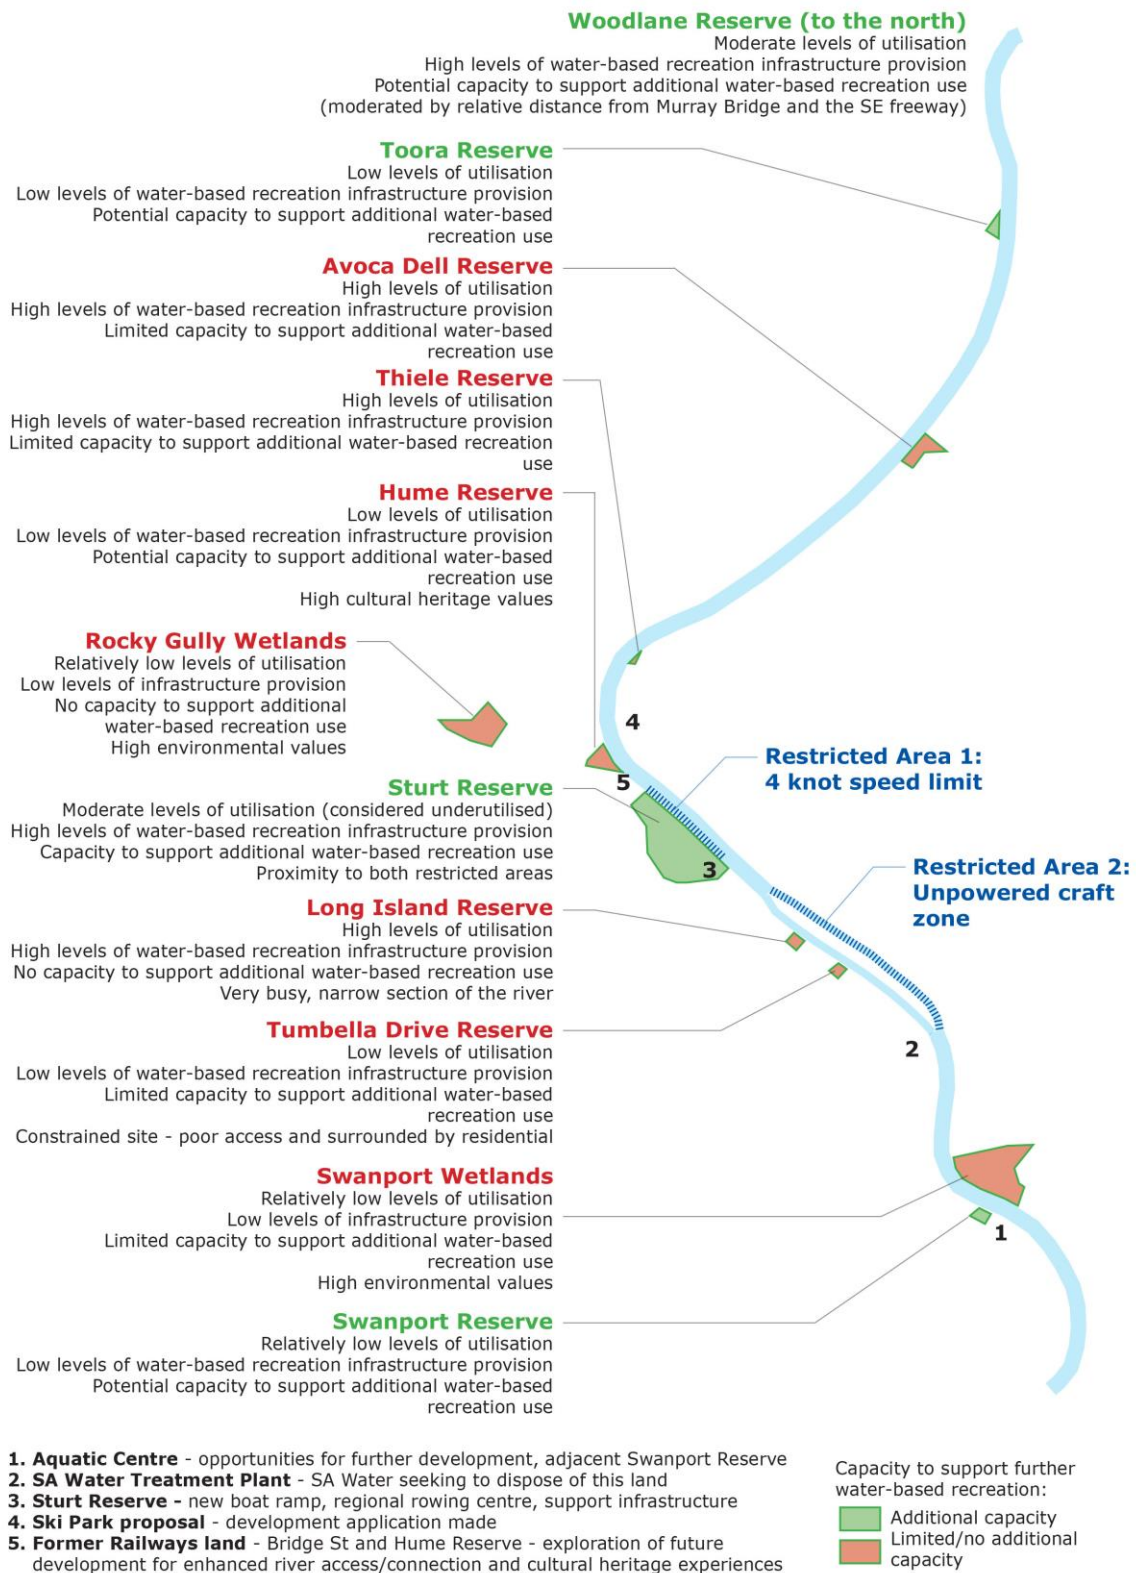 Woodlane Reserve (to the north)
Moderate levels of utilisation
High levels of water-based recreation infrastructure provision
Potential capacity to support additional water-based recreation use
(moderated by relative distance from Murray Bridge and the SE freeway)
Toora Reserve
Low levels of utilisation
Low levels of water-based recreation infrastructure provision
Potential capacity to support additional water-based
recreation use
Avoca Dell Reserve
High levels of utilisation
High levels of water-based recreation infrastructure provision
Limited capacity to support additional water-based
recreation use
Thiele Reserve
High levels of utilisation
High levels of water-based recreation infrastructure provision
Limited capacity to support additional water-based recreation
use
Hume Reserve
Low levels of utilisation
Low levels of water-based recreation infrastructure provision
Potential capacity to support additional water-based
recreation use
High cultural heritage values
Rocky Gully Wetlands
Relatively low levels of utilisation
Low levels of infrastructure provision
No capacity to support additional
water-based recreation use
High environmental values
4
5
Restricted Area 1:
4 knot speed limit
Sturt Reserve
Moderate levels of utilisation (considered underutilised)
High levels of water-based recreation infrastructure provision
Capacity to support additional water-based recreation use
Proximity to both restricted areas
3
Restricted Area 2:
Unpowered craft
zone
Long Island Reserve
High levels of utilisation
High levels of water-based recreation infrastructure provision
No capacity to support additional water-based recreation use
Very busy, narrow section of the river
Tumbella Drive Reserve
Low levels of utilisation
Low levels of water-based recreation infrastructure provision
Limited capacity to support additional water-based
recreation use
Constrained site - poor access and surrounded by residential
2
Swanport Wetlands
Relatively low levels of utilisation
Low levels of infrastructure provision
Limited capacity to support additional water-based
recreation use
High environmental values
1
Swanport Reserve
Relatively low levels of utilisation
Low levels of water-based recreation infrastructure provision
Potential capacity to support additional water-based
recreation use
1. Aquatic Centre - opportunities for further development, adjacent Swanport Reserve
2. SA Water Treatment Plant - SA Water seeking to dispose of this land
3. Sturt Reserve - new boat ramp, regional rowing centre, support infrastructure
4. Ski Park proposal - development application made
5. Former Railways land - Bridge St and Hume Reserve - exploration of future
development for enhanced river access/connection and cultural heritage experiences
Capacity to support further
water-based recreation:
Additional capacity
Limited/no additional
capacity